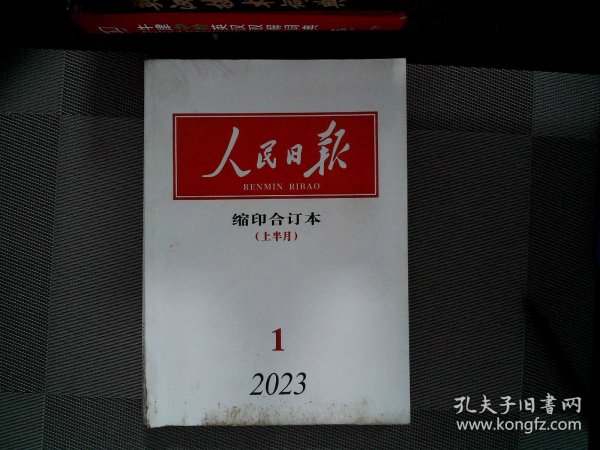 人民日报
RENMIN RIBAO
缩印合订本
(上半月)
1
2023
孔夫子旧书网
www.kongfz.com